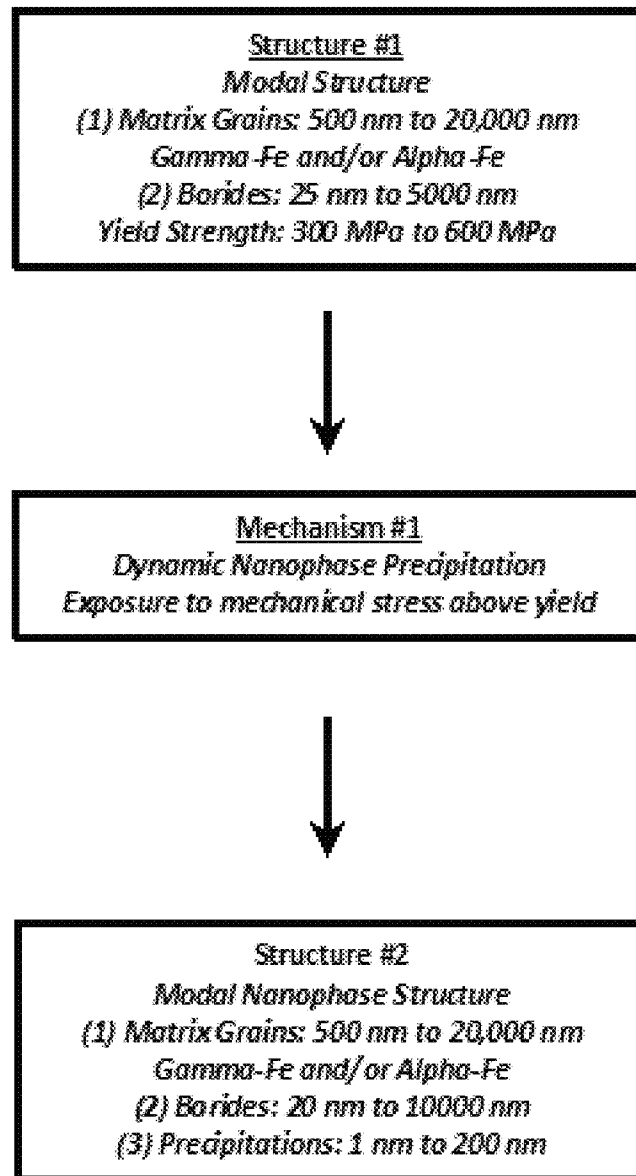 Structure #1
Modal Structure
(1) Matrix Grains: 500 nm to 20,000 nm
Gamma-Fe and/or Alpha-Fe
(2) Borides: 25 nm to 5000 nm
Yield Strength: 300 MPa to 600 MPa
Mechanism #1
Dynamic Nanophase Precipitation
Exposure to mechanical stress above yield
Structure #2
Modal Nanophase Structure
(1) Matrix Grains: 500 nm to 20,000 nm
Gamma-Fe and/or Alpha-Fe
(2) Borides: 20 nm to 10000 nm
(3) Precipitations: 1 nm to 200 nm